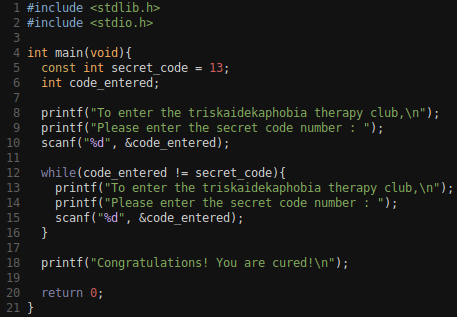 1 #include <stdlib.h>
2 #include <stdio.h>
3
4 int main(void){
5   const int secret_code = 13;
6   int code_entered;
7
8   printf("To enter the triskaidekaphobia therapy club,\n");
9   printf("Please enter the secret code number : ");
10   scanf("%d", &code_entered);
11
12   while(code_entered != secret_code){
13     printf("To enter the triskaidekaphobia therapy club,\n");
14     printf("Please enter the secret code number : ");
15     scanf("%d", &code_entered);
16   }
17
18   printf("Congratulations! You are cured!\n");
19
20   return 0;
21 }